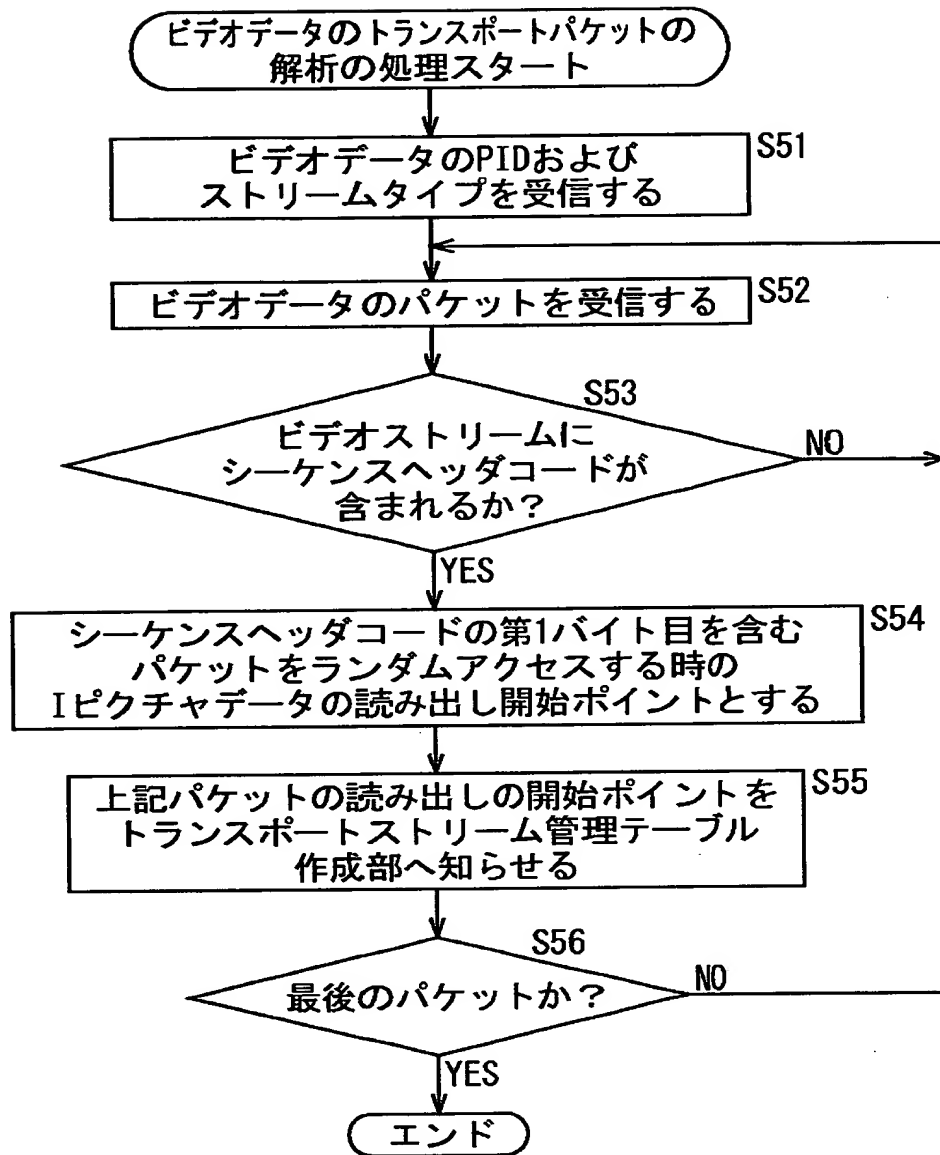 ビデオデータのトランスポートパケットの
解析の処理スタート
S51
ビデオデータのPIDおよび
ストリームタイプを受信する
S52
ビデオデータのパケットを受信する
S53
ビデオストリームに
シーケンスヘッダコードが
含まれるか?
NO
YES
S54
シーケンスヘッダコードの第1バイト目を含む
パケットをランダムアクセスする時の
Iピクチャデータの読み出し開始ポイントとする
S55
上記パケットの読み出しの開始ポイントを
トランスポートストリーム管理テーブル
作成部へ知らせる
S56
最後のパケットか?
NO
YES
エンド